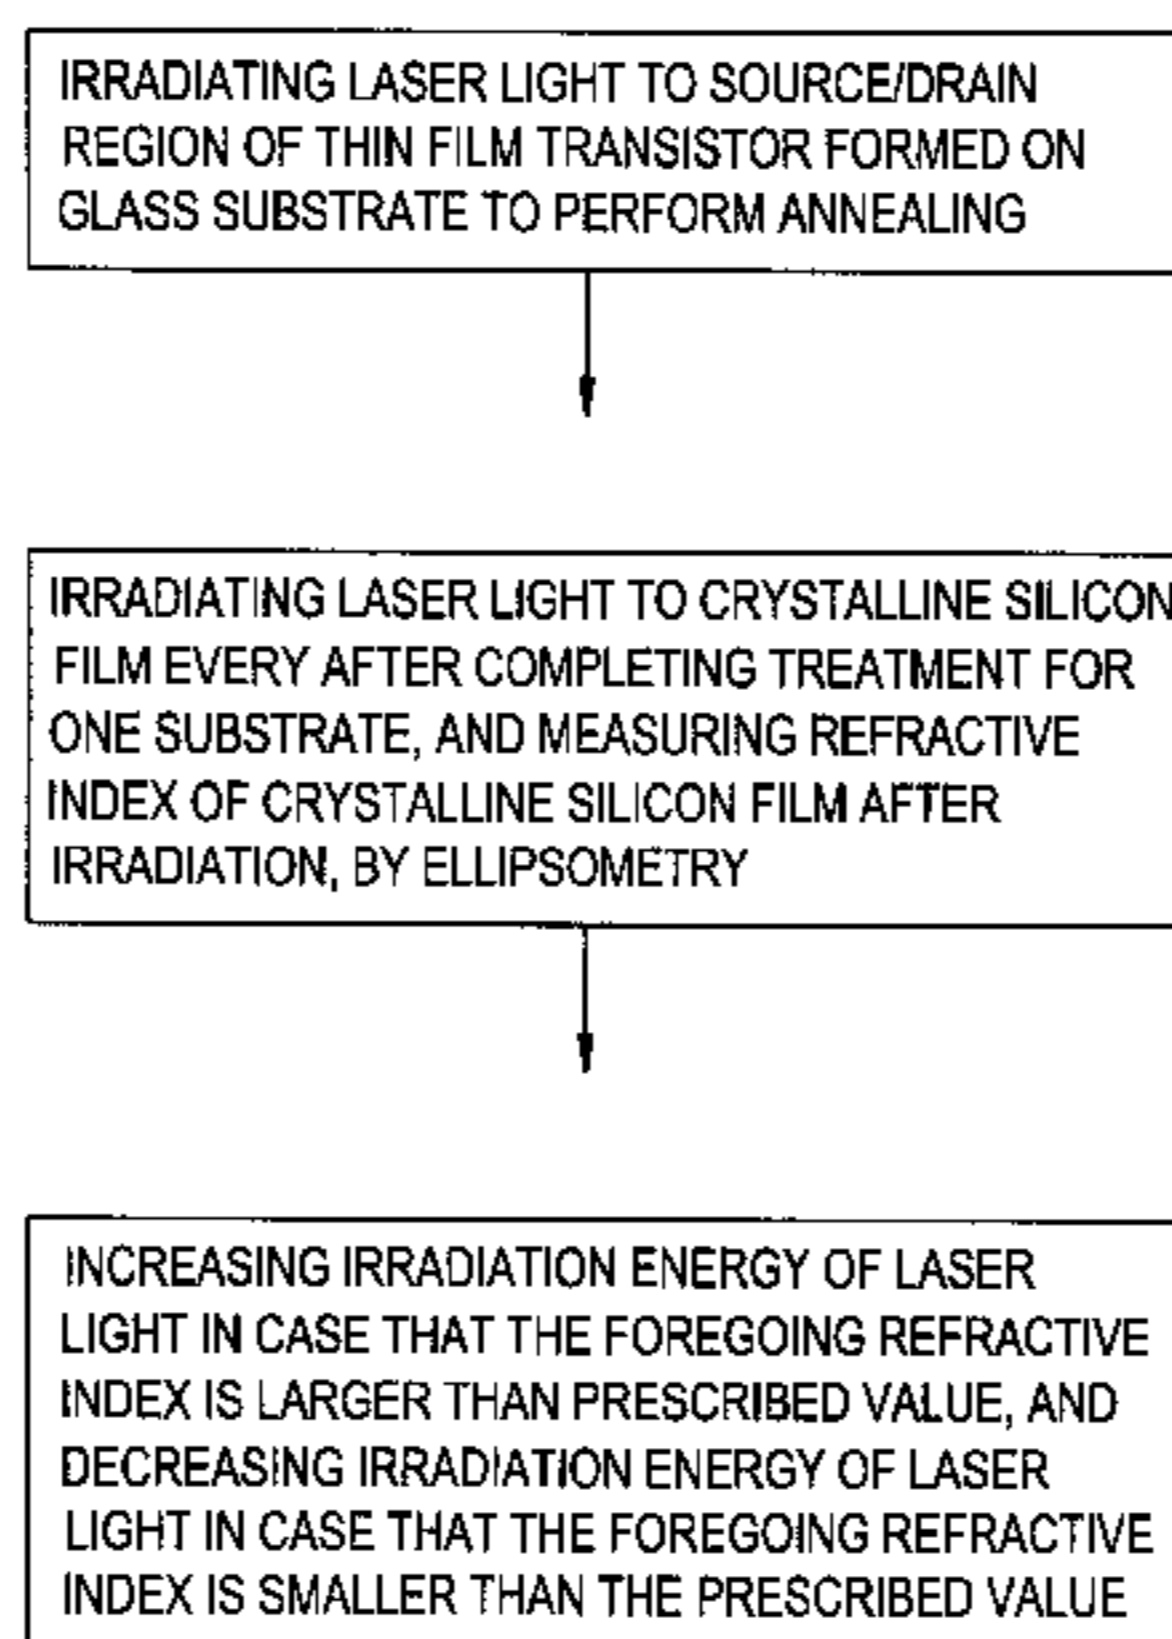 IRRADIATING LASER LIGHT TO SOURCE/DRAIN
REGION OF THIN FILM TRANSISTOR FORMED ON
GLASS SUBSTRATE TO PERFORM ANNEALING
IRRADIATING LASER LIGHT TO CRYSTALLINE SILICON
FILM EVERY AFTER COMPLETING TREATMENT FOR
ONE SUBSTRATE, AND MEASURING REFRACTIVE
INDEX OF CRYSTALLINE SILICON FILM AFTER
IRRADIATION, BY ELLIPSOMETRY
INCREASING IRRADIATION ENERGY OF LASER
LIGHT IN CASE THAT THE FOREGOING REFRACTIVE
INDEX IS LARGER THAN PRESCRIBED VALUE, AND
DECREASING IRRADIATION ENERGY OF LASER
LIGHT IN CASE THAT THE FOREGOING REFRACTIVE
INDEX IS SMALLER THAN THE PRESCRIBED VALUE